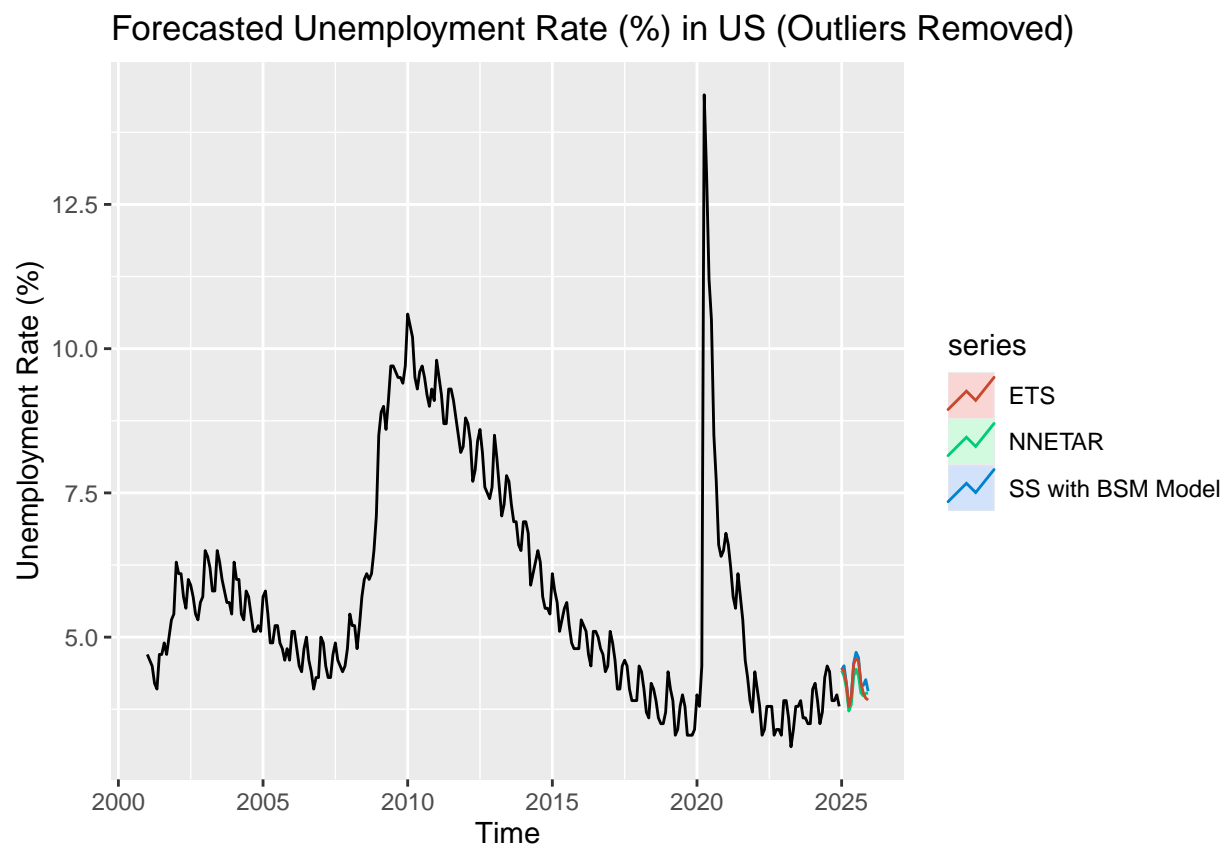 Forecasted Unemployment Rate (%) in US (Outliers Removed)
Unemployment Rate (%)
12.5
10.0
7.5
5.0
2000
2005
2010
2015
2020
2025
Time
series
ETS
NNETAR
SS with BSM Model